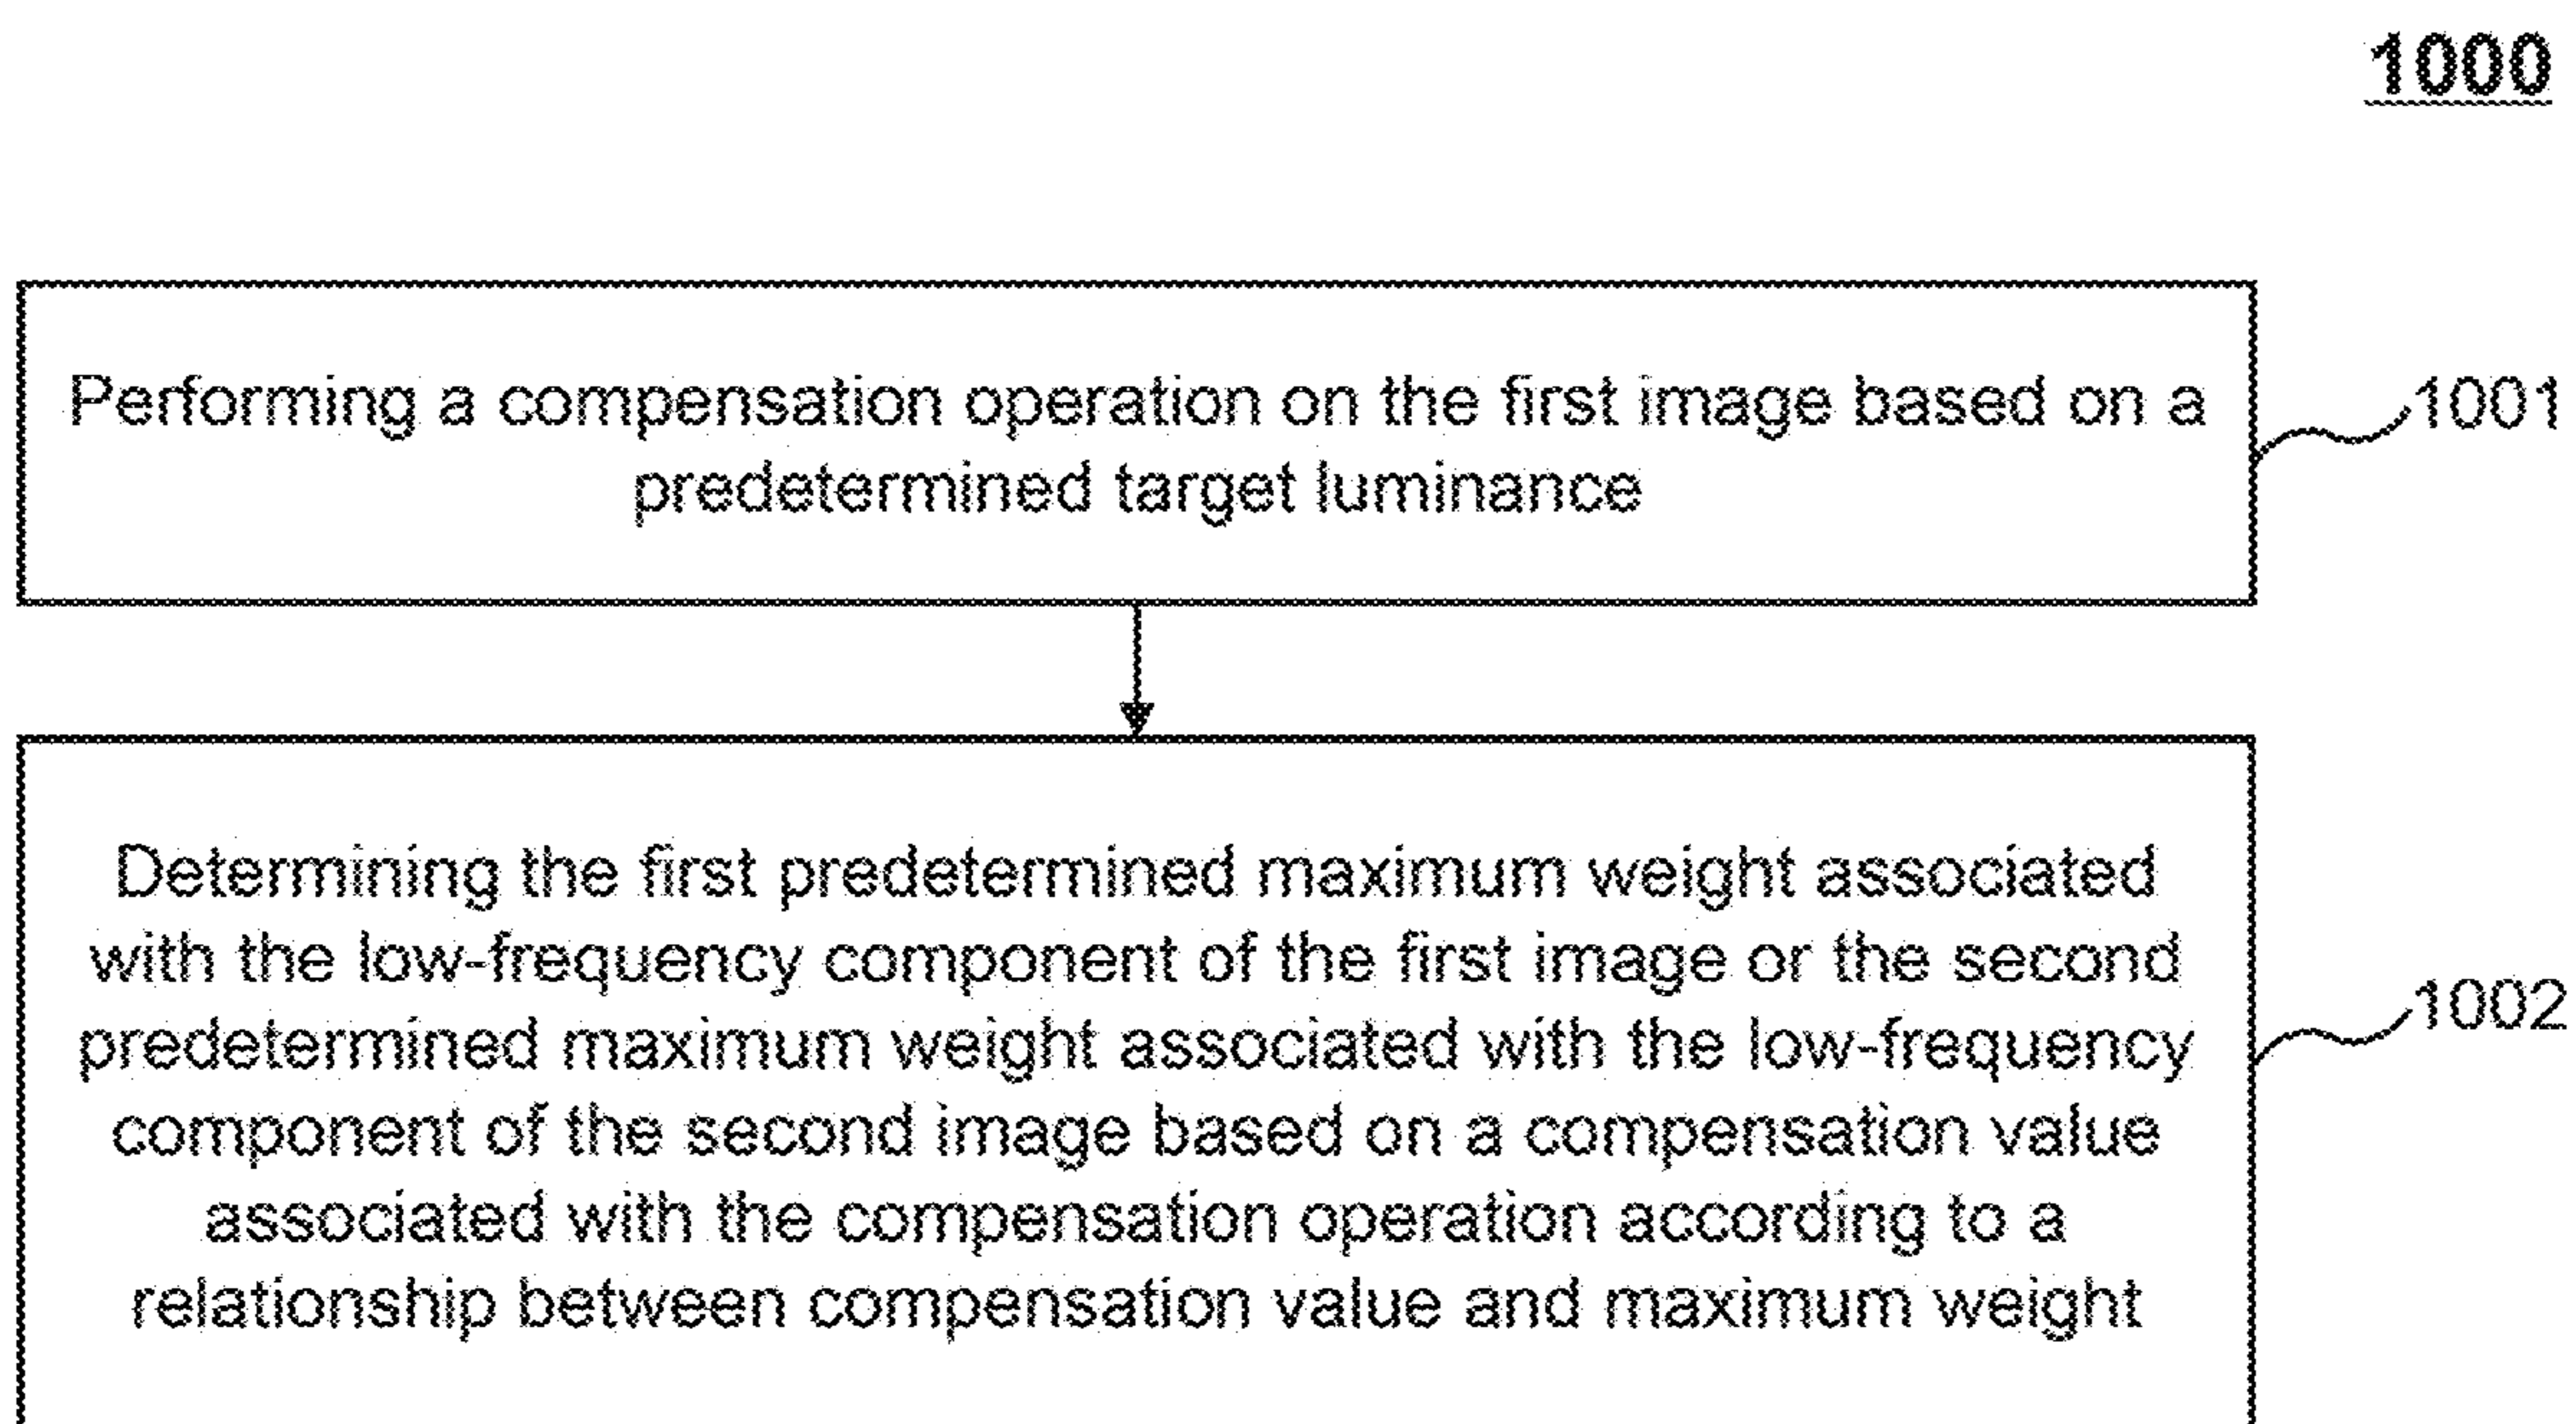 1000
Performing a compensation operation on the first image based on a
predetermined target luminance
1001
Determining the first predetermined maximum weight associated
with the low-frequency component of the first image or the second
predetermined maximum weight associated with the low-frequency
component of the second image based on a compensation value
associated with the compensation operation according to a
relationship between compensation value and maximum weight
1002